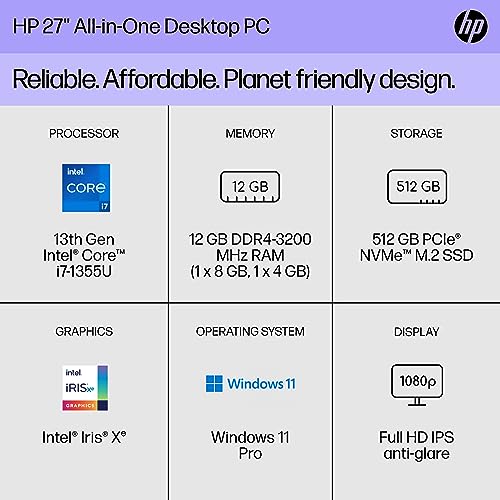 HP 27" All-in-One Desktop PC
hp
Reliable. Affordable. Planet friendly design.
PROCESSOR
intel
CORE
i7
13th Gen
Intel® Core™
i7-1355U
MEMORY
12 GB
12 GB DDR4-3200
MHz RAM
(1 x 8 GB, 1 x 4 GB)
STORAGE
512 GB
512 GB PCIe®
NVMe™ M.2 SSD
GRAPHICS
intel
iRISxe
GRAPHICS
Intel® Iris® Xᵉ
OPERATING SYSTEM
Windows 11
Windows 11
Pro
DISPLAY
1080p
Full HD IPS
anti-glare